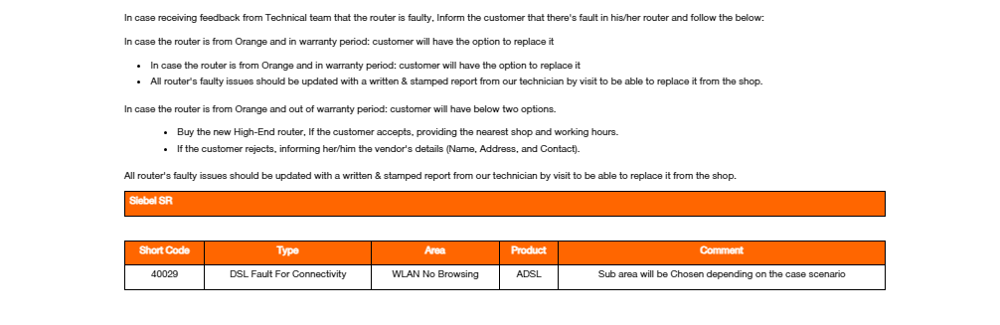 In case receiving feedback from Technical team that the router is faulty, Inform the customer that there's fault in his/her router and follow the below:
In case the router is from Orange and in warranty period: customer will have the option to replace it
• In case the router is from Orange and in warranty period: customer will have the option to replace it
• All router's faulty issues should be updated with a written & stamped report from our technician by visit to be able to replace it from the shop.
In case the router is from Orange and out of warranty period: customer will have below two options.
• Buy the new High-End router, If the customer accepts, providing the nearest shop and working hours.
• If the customer rejects, informing her/him the vendor's details (Name, Address, and Contact).
All router's faulty issues should be updated with a written & stamped report from our technician by visit to be able to replace it from the shop.
Siebel SR
Short Code Type Area Product Comment
40029 DSL Fault For Connectivity WLAN No Browsing ADSL Sub area will be Chosen depending on the case scenario